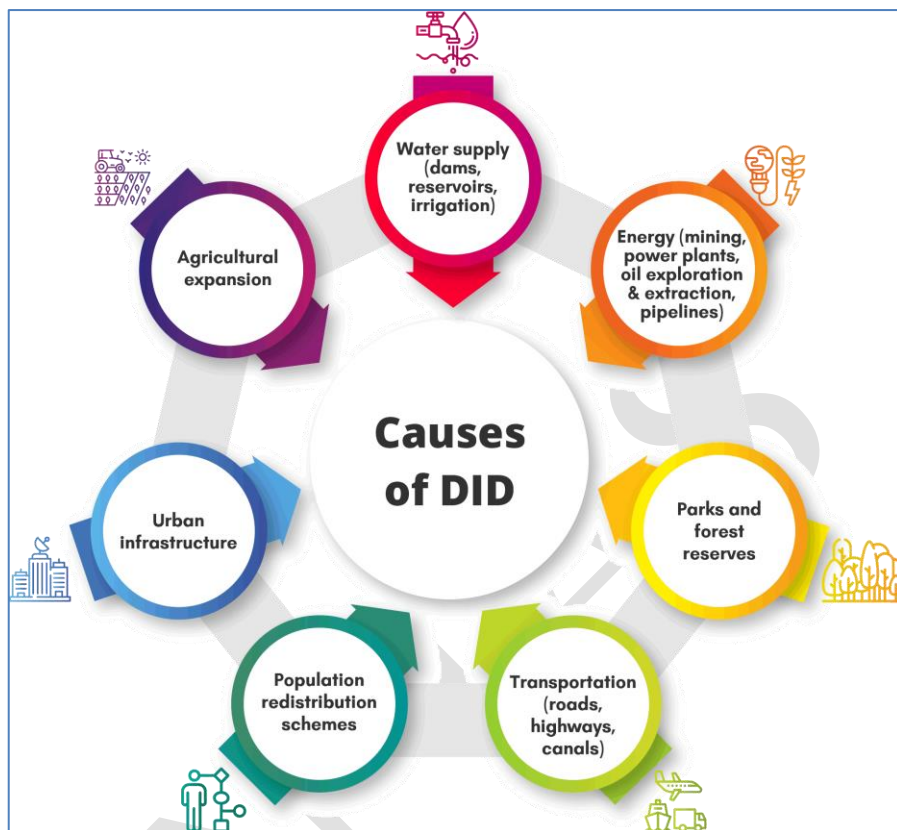 Causes
of DID
Water supply
(dams,
reservoirs,
irrigation)
Energy (mining,
power plants,
oil exploration
& extraction,
pipelines)
Parks and
forest
reserves
Transportation
(roads,
highways,
canals)
Population
redistribution
schemes
Urban
infrastructure
Agricultural
expansion